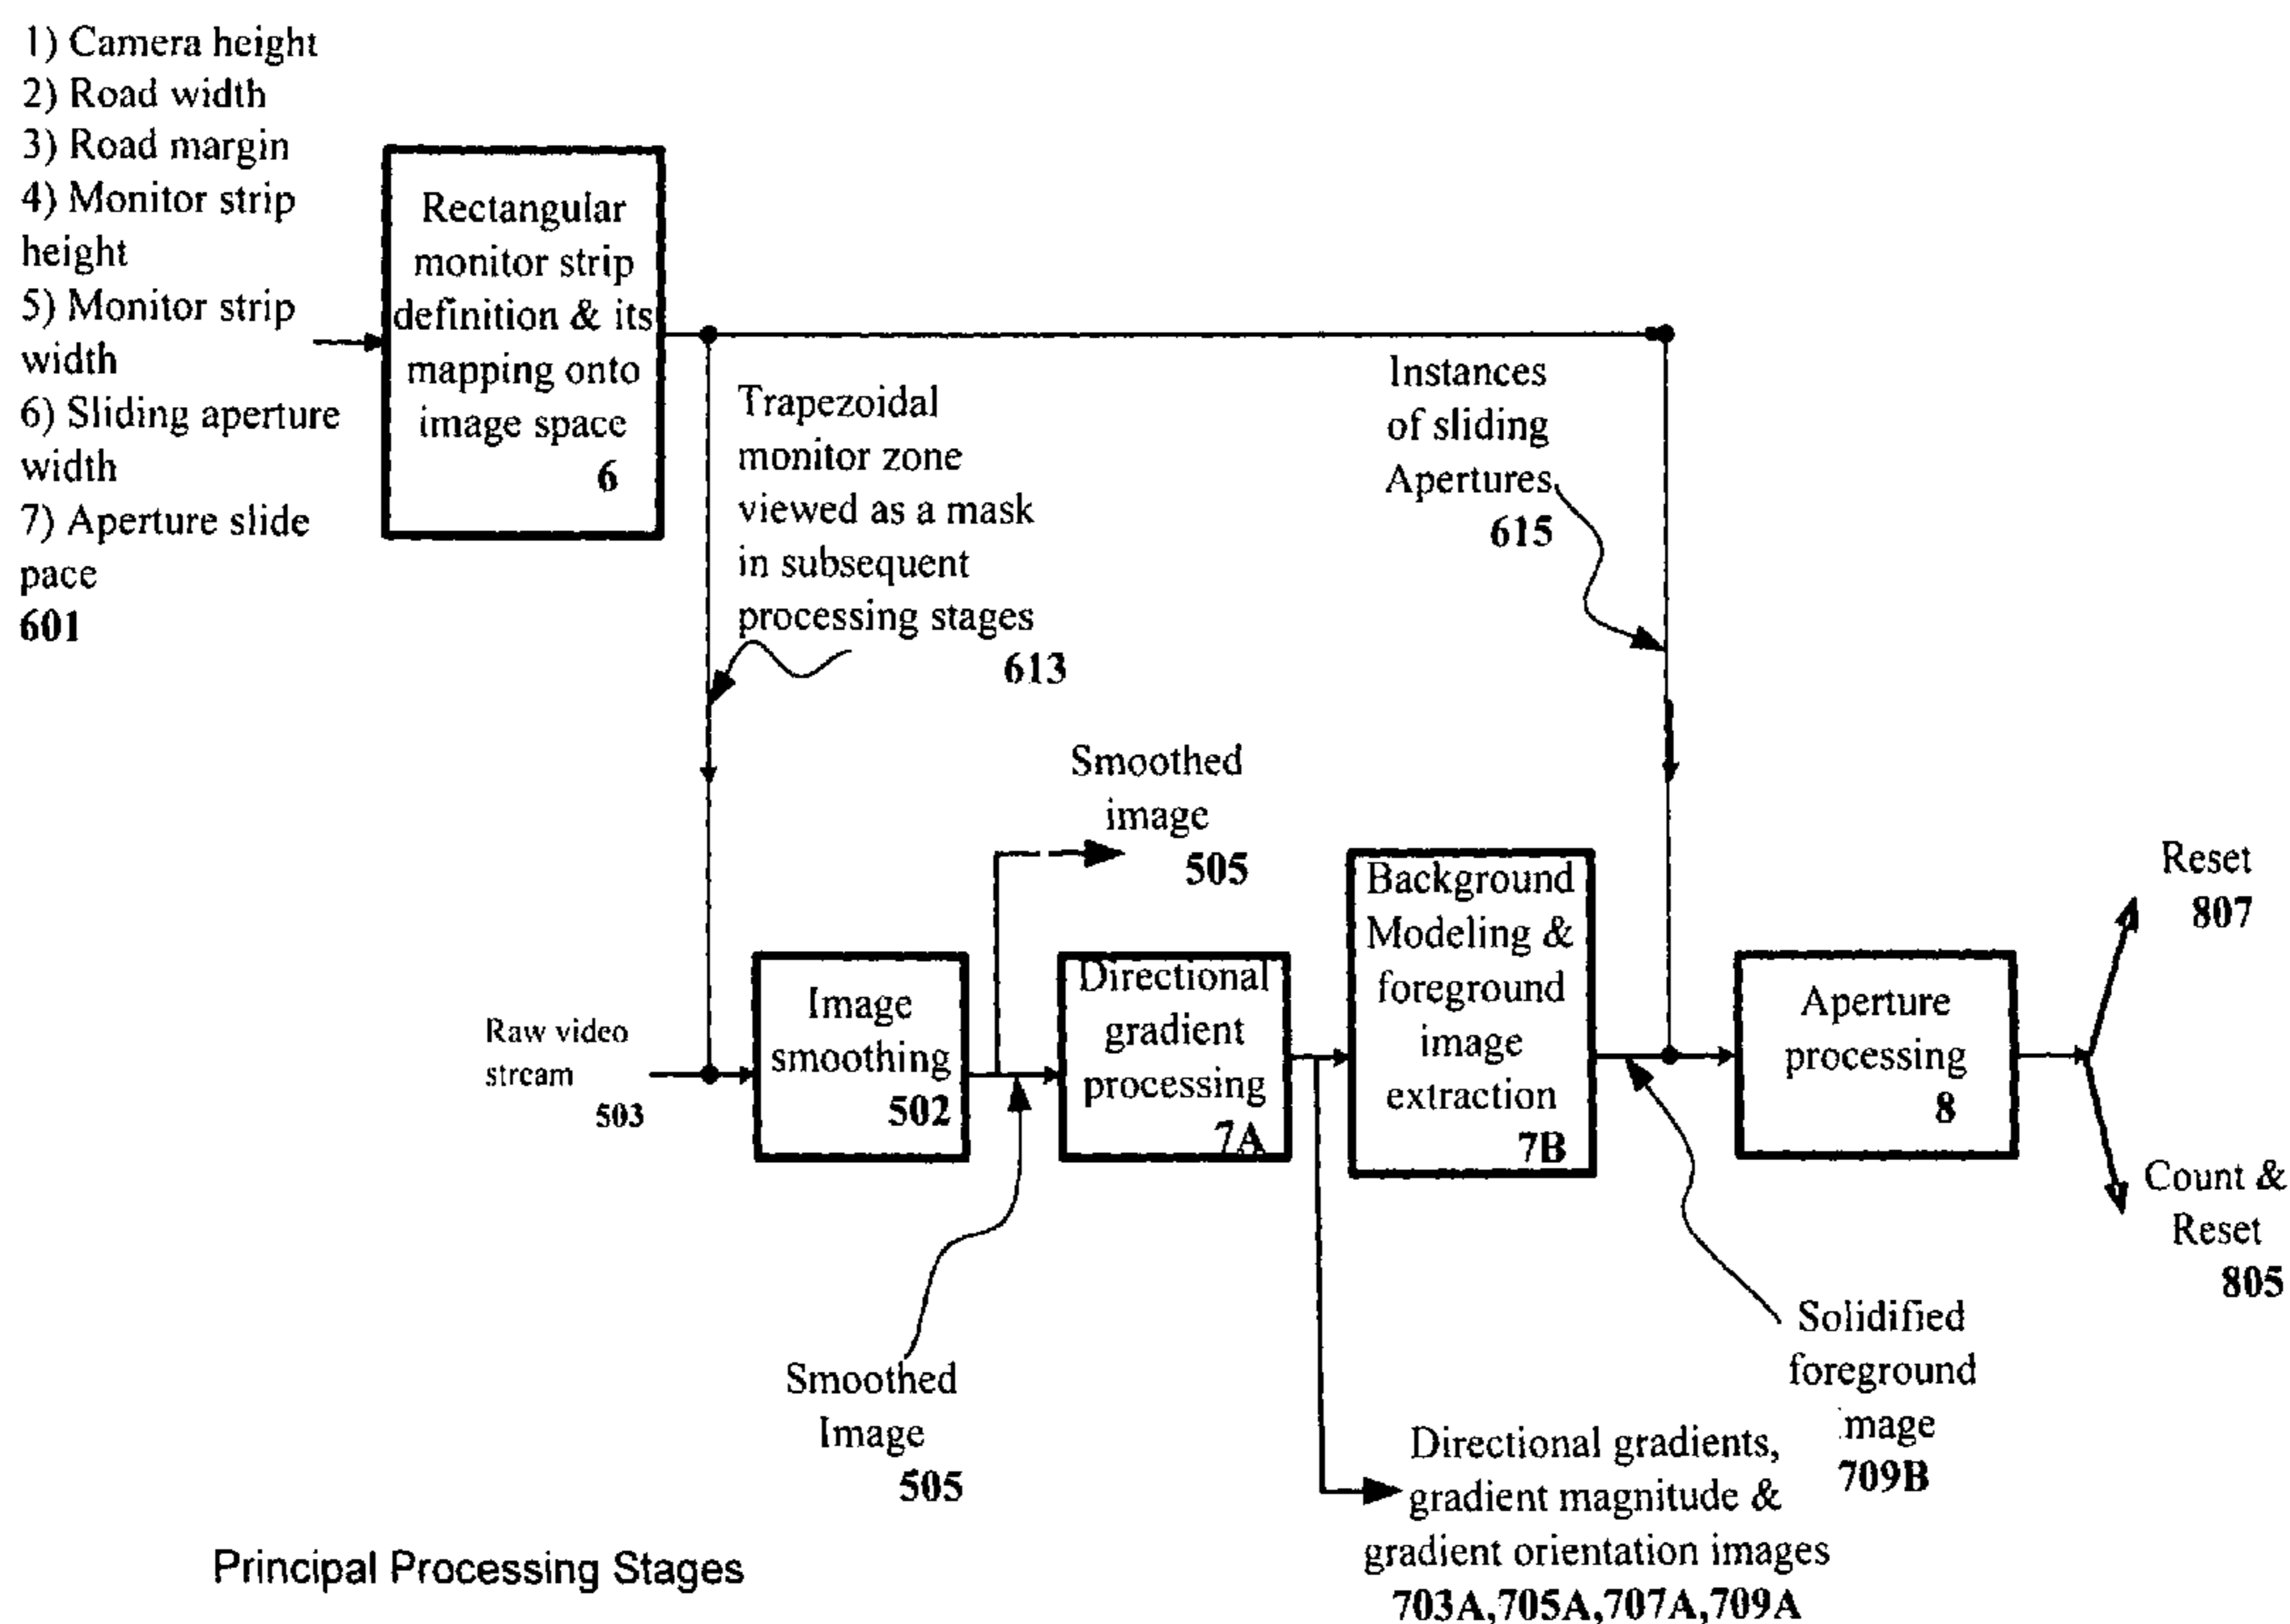 1) Camera height
2) Road width
3) Road margin
4) Monitor strip
height
5) Monitor strip
width
6) Sliding aperture
width
7) Aperture slide
pace
601
Rectangular
monitor strip
definition & its
mapping onto
image space
6
Trapezoidal
monitor zone
viewed as a mask
in subsequent
processing stages
613
Instances
of sliding
Apertures
615
Smoothed
image
505
Raw video
stream
503
Image
smoothing
502
Directional
gradient
processing
7A
Background
Modeling &
foreground
image
extraction
7B
Aperture
processing
8
Reset
807
Count &
Reset
805
Smoothed
Image
505
Solidified
foreground
image
709B
Directional gradients,
gradient magnitude &
gradient orientation images
703A,705A,707A,709A
Principal Processing Stages